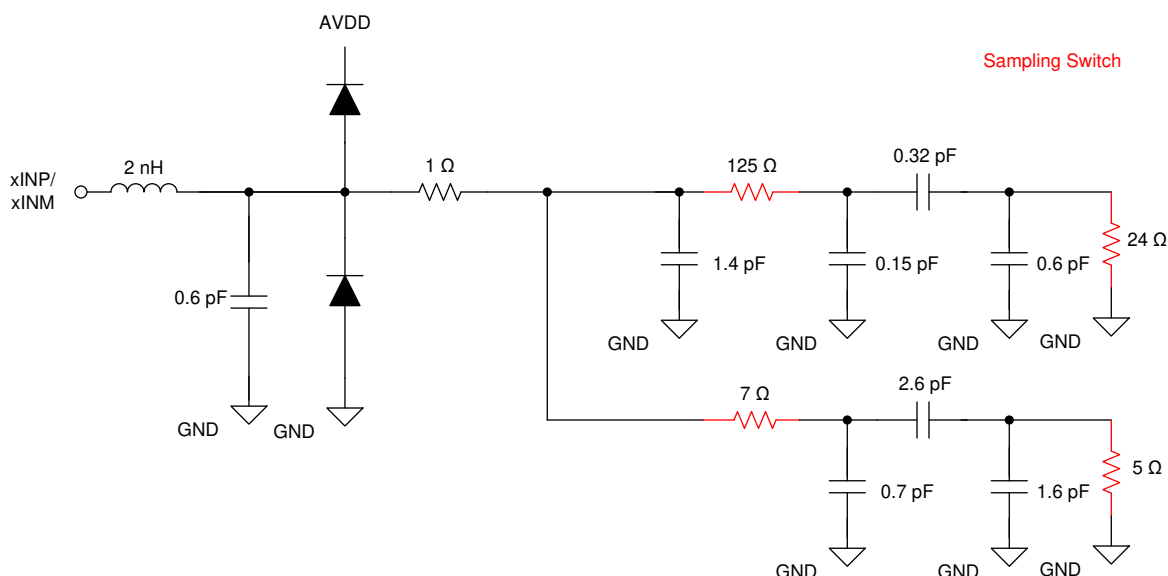 AVDD
Sampling Switch
2 nH
1 Ω
125 Ω
0.32 pF
xINP/
xINM
24 Ω
1.4 pF
0.15 pF
0.6 pF
0.6 pF
GND
GND
GND
GND
7 Ω
2.6 pF
GND
GND
5 Ω
0.7 pF
1.6 pF
GND
GND
GND